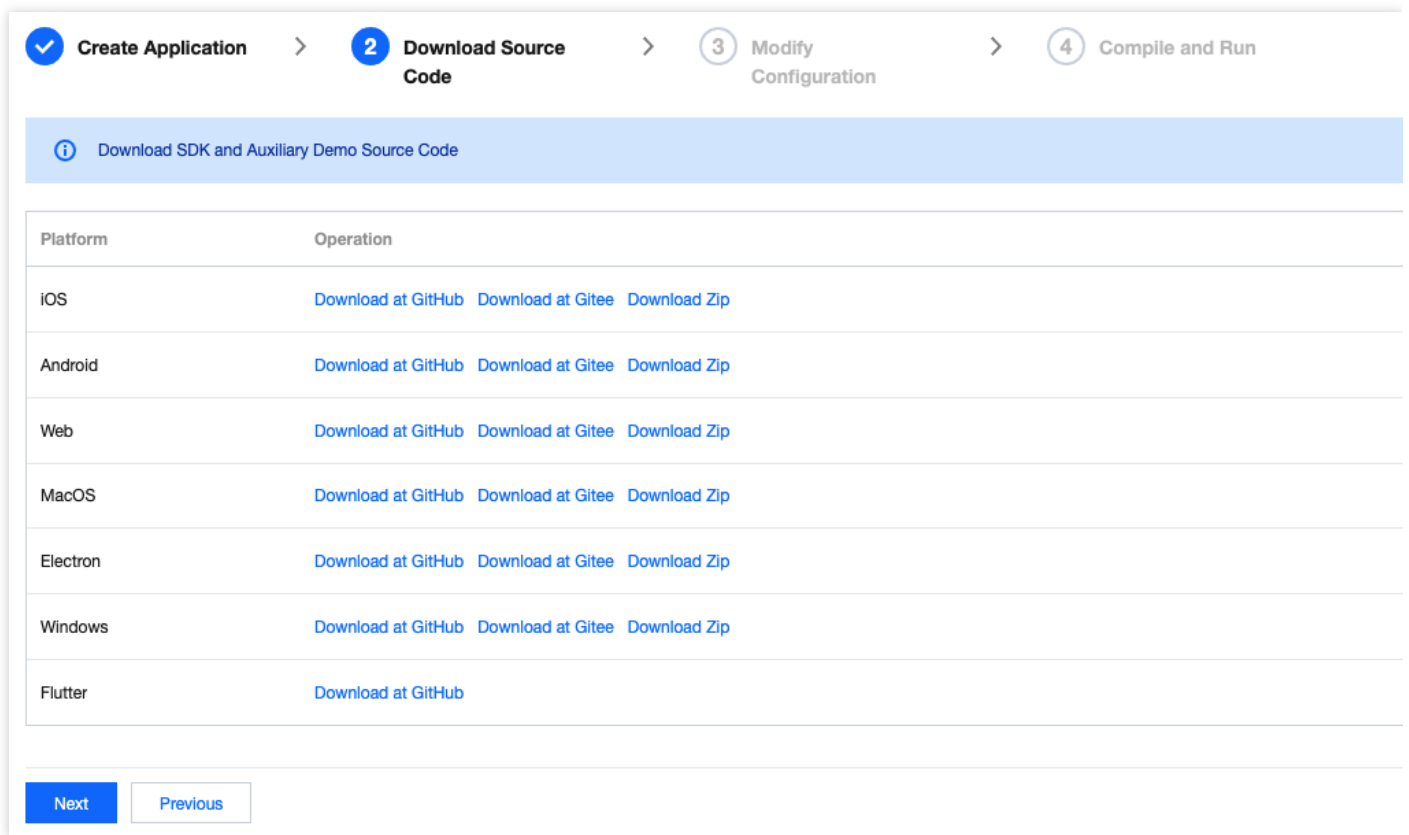 Create Application
2 Download Source
Code
3 Modify
Configuration
4 Compile and Run
Download SDK and Auxiliary Demo Source Code
Platform Operation
iOS Download at GitHub Download at Gitee Download Zip
Android Download at GitHub Download at Gitee Download Zip
Web Download at GitHub Download at Gitee Download Zip
MacOS Download at GitHub Download at Gitee Download Zip
Electron Download at GitHub Download at Gitee Download Zip
Windows Download at GitHub Download at Gitee Download Zip
Flutter Download at GitHub
Next Previous